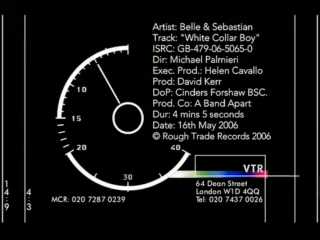 Artist: Belle & Sebastian
Track: "White Collar Boy"
ISRC: GB-479-06-5065-0
Dir: Michael Palmieri
Exec. Prod.: Helen Cavallo
Prod: David Kerr
DoP: Cinders Forshaw BSC.
Prod. Co: A Band Apart
Dur: 4 mins 5 seconds
Date: 16th May 2006
© Rough Trade Records 2006
10
15
20
30
40
VTR
64 Dean Street
London W1D 4QQ
Tel: 020 7437 0026
MCR: 020 7287 0239
14:9
4:3